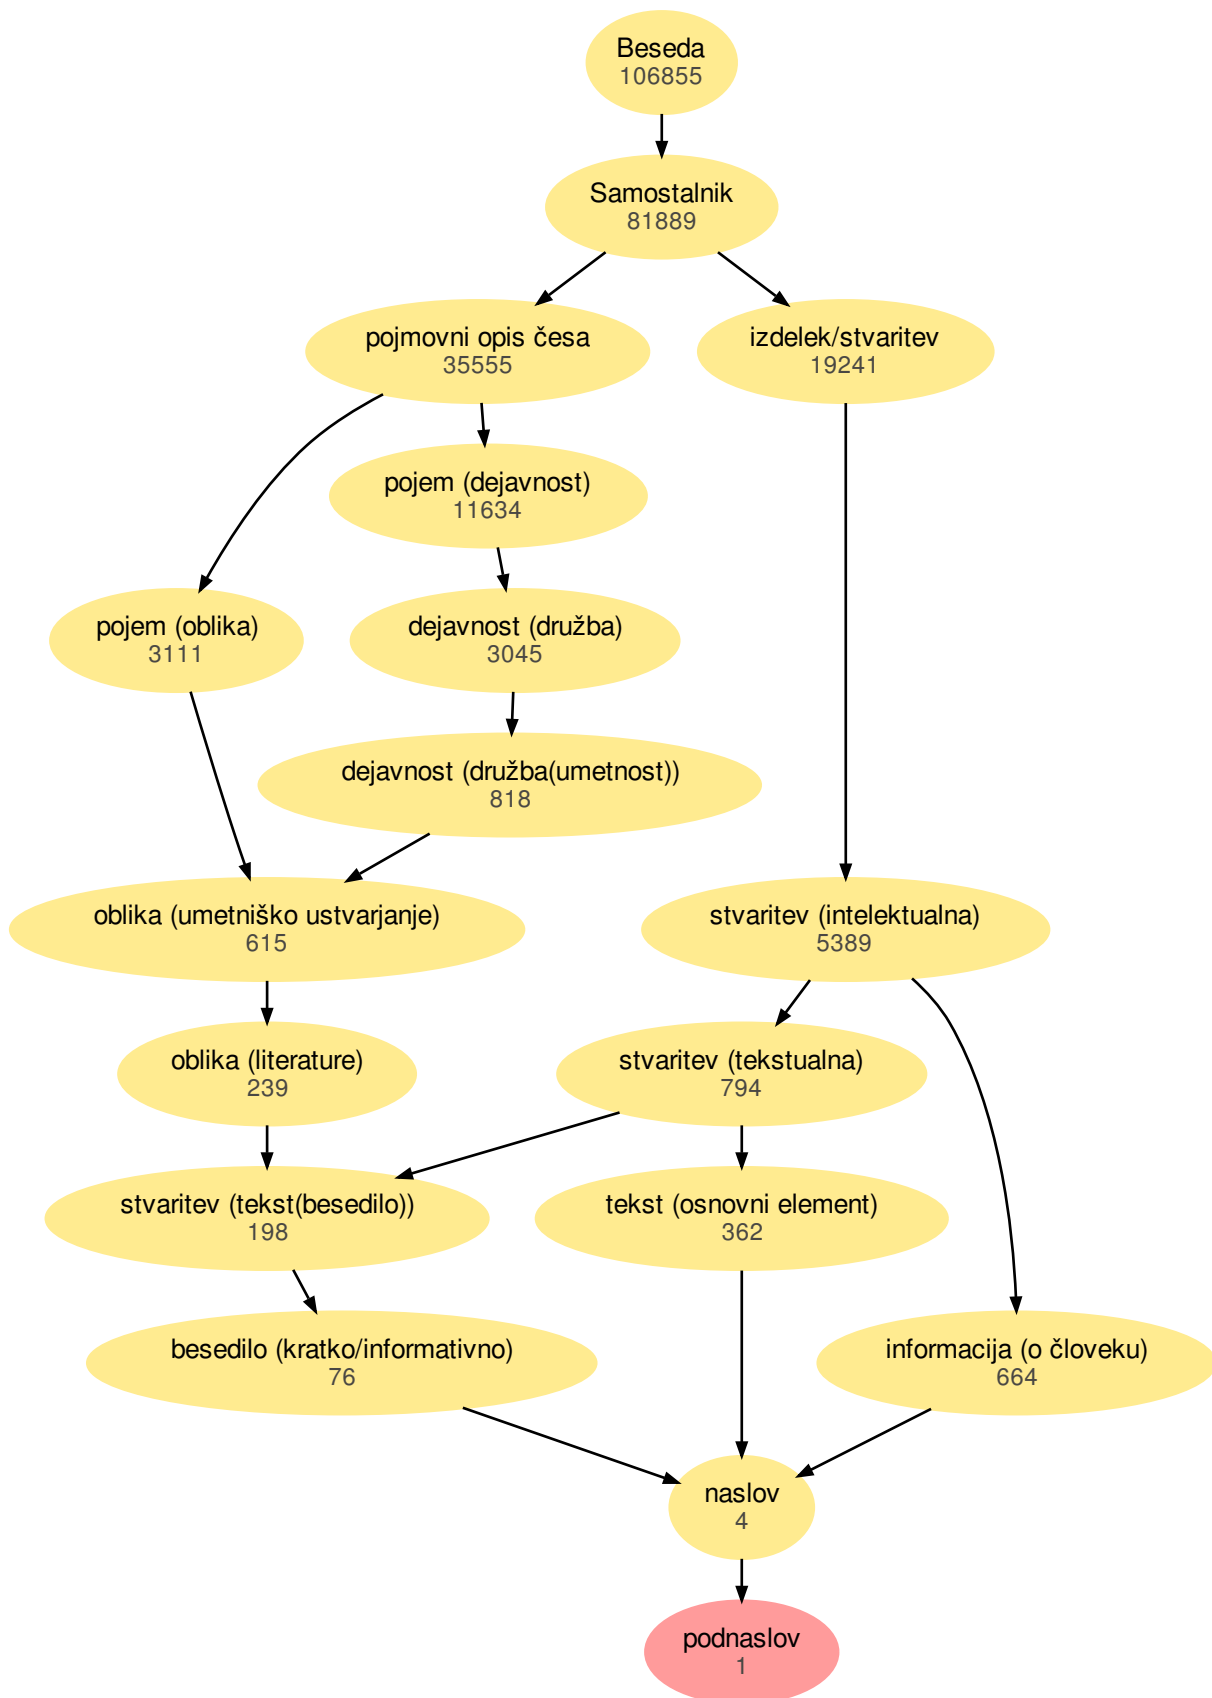 Beseda
106855
Samostalnik
81889
pojmovni opis česa
35555
izdelek/stvaritev
19241
pojem (dejavnost)
11634
pojem (oblika)
3111
dejavnost (družba)
3045
dejavnost (družba(umetnost))
818
oblika (umetniško ustvarjanje)
615
stvaritev (intelektualna)
5389
oblika (literature)
239
stvaritev (tekstualna)
794
stvaritev (tekst(besedilo))
198
tekst (osnovni element)
362
besedilo (kratko/informativno)
76
informacija (o človeku)
664
naslov
4
podnaslov
1